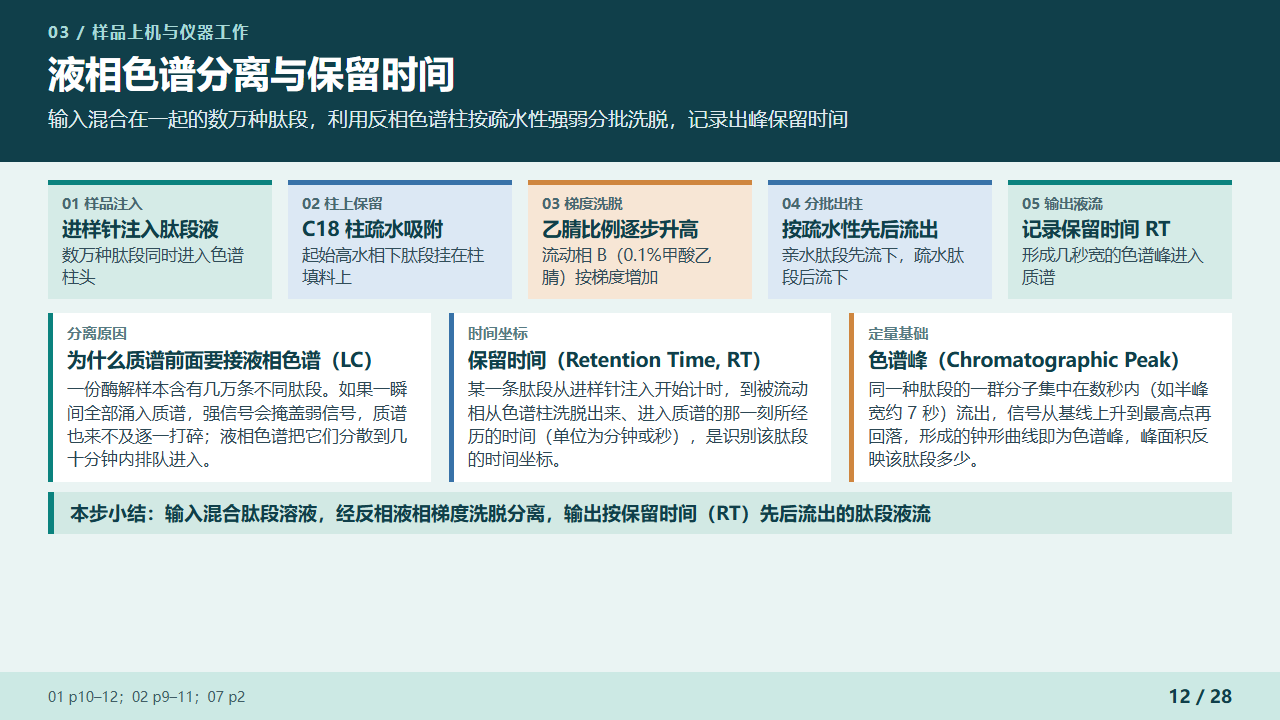 03 / 样品上机与仪器工作
液相色谱分离与保留时间
输入混合在一起的数万种肽段，利用反相色谱柱按疏水性强弱分批洗脱，记录出峰保留时间
01 样品注入
进样针注入肽段液
数万种肽段同时进入色谱
柱头
02 柱上保留
C18 柱疏水吸附
起始高水相下肽段挂在柱
填料上
03 梯度洗脱
乙腈比例逐步升高
流动相 B（0.1%甲酸乙
腈）按梯度增加
04 分批出柱
按疏水性先后流出
亲水肽段先流下，疏水肽
段后流下
05 输出液流
记录保留时间 RT
形成几秒宽的色谱峰进入
质谱
分离原因
为什么质谱前面要接液相色谱（LC）
一份酶解样本含有几万条不同肽段。如果一瞬
间全部涌入质谱，强信号会掩盖弱信号，质谱
也来不及逐一打碎；液相色谱把它们分散到几
十分钟内排队进入。
时间坐标
保留时间（Retention Time, RT）
某一条肽段从进样针注入开始计时，到被流动
相从色谱柱洗脱出来、进入质谱的那一刻所经
历的时间（单位为分钟或秒），是识别该肽段
的时间坐标。
定量基础
色谱峰（Chromatographic Peak）
同一种肽段的一群分子集中在数秒内（如半峰
宽约 7 秒）流出，信号从基线上升到最高点再
回落，形成的钟形曲线即为色谱峰，峰面积反
映该肽段多少。
本步小结：输入混合肽段溶液，经反相液相梯度洗脱分离，输出按保留时间（RT）先后流出的肽段液流
01 p10–12；02 p9–11；07 p2
12 / 28